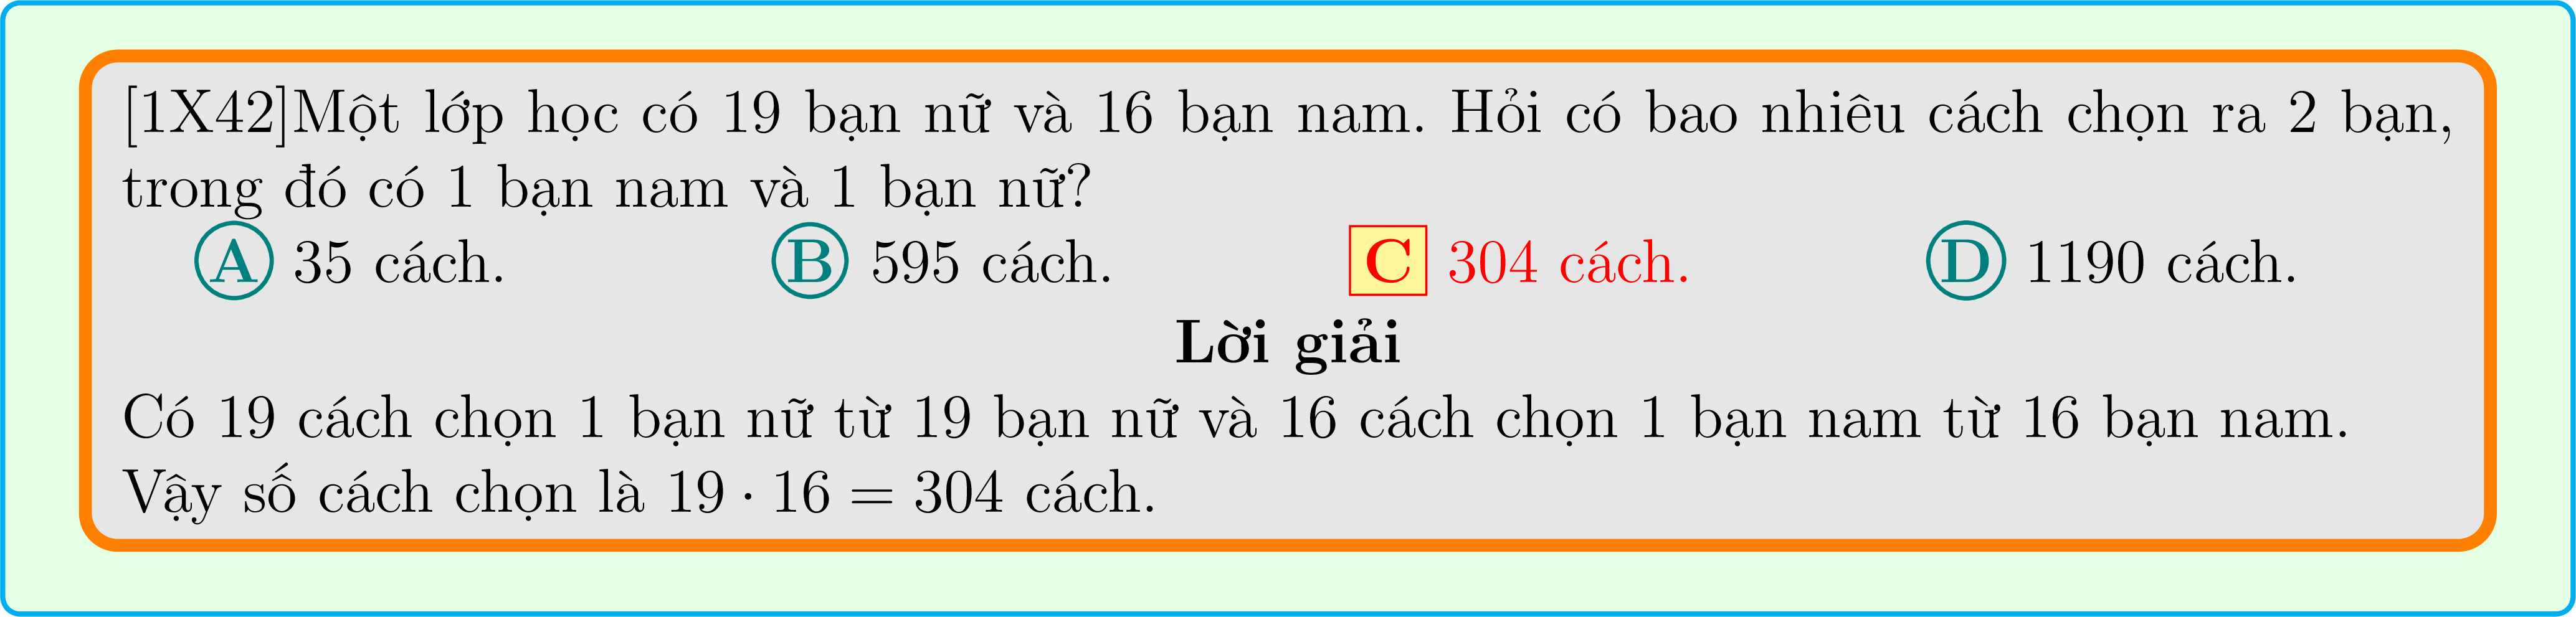 [1X42]Một lớp học có 19 bạn nữ và 16 bạn nam. Hỏi có bao nhiêu cách chọn ra 2 bạn,
trong đó có 1 bạn nam và 1 bạn nữ?
A 35 cách. B 595 cách. C 304 cách. D 1190 cách.
Lời giải
Có 19 cách chọn 1 bạn nữ từ 19 bạn nữ và 16 cách chọn 1 bạn nam từ 16 bạn nam.
Vậy số cách chọn là 19 · 16 = 304 cách.